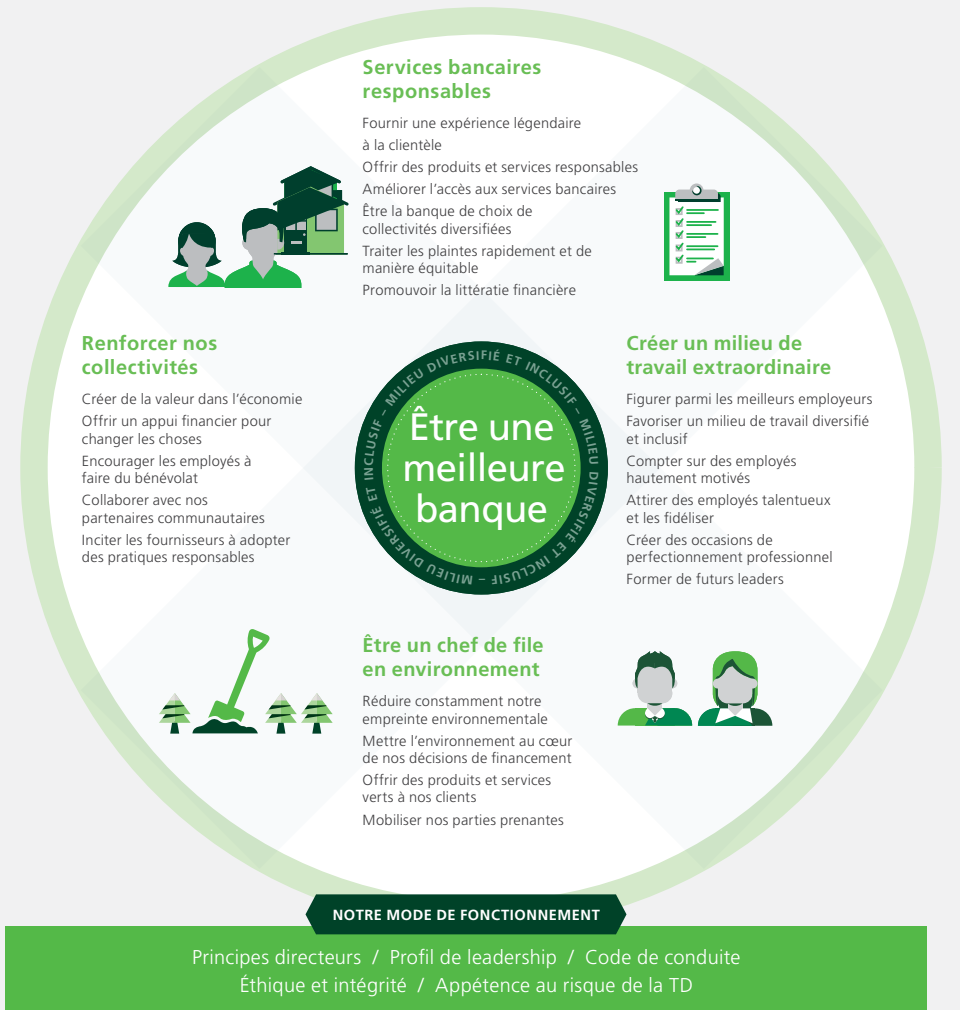 Services bancaires
responsables
Fournir une expérience légendaire
à la clientèle
Offrir des produits et services responsables
Améliorer l'accès aux services bancaires
Être la banque de choix de
collectivités diversifiées
Traiter les plaintes rapidement et de
manière équitable
Promouvoir la littératie financière
Renforcer nos
collectivités
Créer de la valeur dans l'économie
Offrir un appui financier pour
changer les choses
Encourager les employés à
faire du bénévolat
Collaborer avec nos
partenaires communautaires
Inciter les fournisseurs à adopter
des pratiques responsables
MILIEU DIVERSIFIÉ ET INCLUSIF – MILIEU DIVERSIFIÉ ET INCLUSIF – MILIEU DIVERSIFIÉ ET INCLUSIF –
Être une
meilleure
banque
Créer un milieu de
travail extraordinaire
Figurer parmi les meilleurs employeurs
Favoriser un milieu de travail diversifié
et inclusif
Compter sur des employés
hautement motivés
Attirer des employés talentueux
et les fidéliser
Créer des occasions de
perfectionnement professionnel
Former de futurs leaders
Être un chef de file
en environnement
Réduire constamment notre
empreinte environnementale
Mettre l'environnement au cœur
de nos décisions de financement
Offrir des produits et services
verts à nos clients
Mobiliser nos parties prenantes
NOTRE MODE DE FONCTIONNEMENT
Principes directeurs / Profil de leadership / Code de conduite
Éthique et intégrité / Appétence au risque de la TD